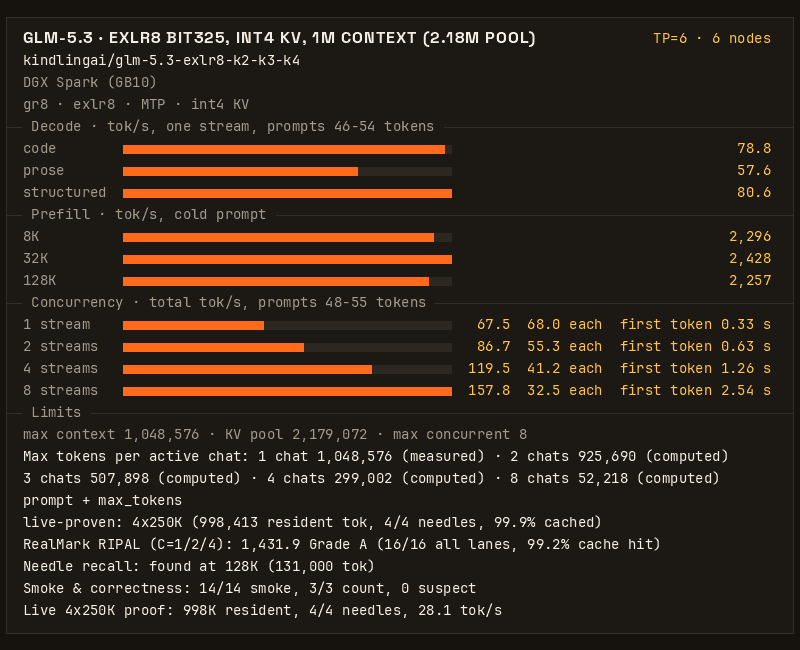 GLM-5.3 · EXLR8 BIT325, INT4 KV, 1M CONTEXT (2.18M POOL) TP=6 · 6 nodes
kindlingai/glm-5.3-exlr8-k2-k3-k4
DGX Spark (GB10)
gr8 · exlr8 · MTP · int4 KV
Decode · tok/s, one stream, prompts 46-54 tokens
code 78.8
prose 57.6
structured 80.6
Prefill · tok/s, cold prompt
8K 2,296
32K 2,428
128K 2,257
Concurrency · total tok/s, prompts 48-55 tokens
1 stream 67.5 68.0 each first token 0.33 s
2 streams 86.7 55.3 each first token 0.63 s
4 streams 119.5 41.2 each first token 1.26 s
8 streams 157.8 32.5 each first token 2.54 s
Limits
max context 1,048,576 · KV pool 2,179,072 · max concurrent 8
Max tokens per active chat: 1 chat 1,048,576 (measured) · 2 chats 925,690 (computed)
3 chats 507,898 (computed) · 4 chats 299,002 (computed) · 8 chats 52,218 (computed)
prompt + max_tokens
live-proven: 4x250K (998,413 resident tok, 4/4 needles, 99.9% cached)
RealMark RIPAL (C=1/2/4): 1,431.9 Grade A (16/16 all lanes, 99.2% cache hit)
Needle recall: found at 128K (131,000 tok)
Smoke & correctness: 14/14 smoke, 3/3 count, 0 suspect
Live 4x250K proof: 998K resident, 4/4 needles, 28.1 tok/s